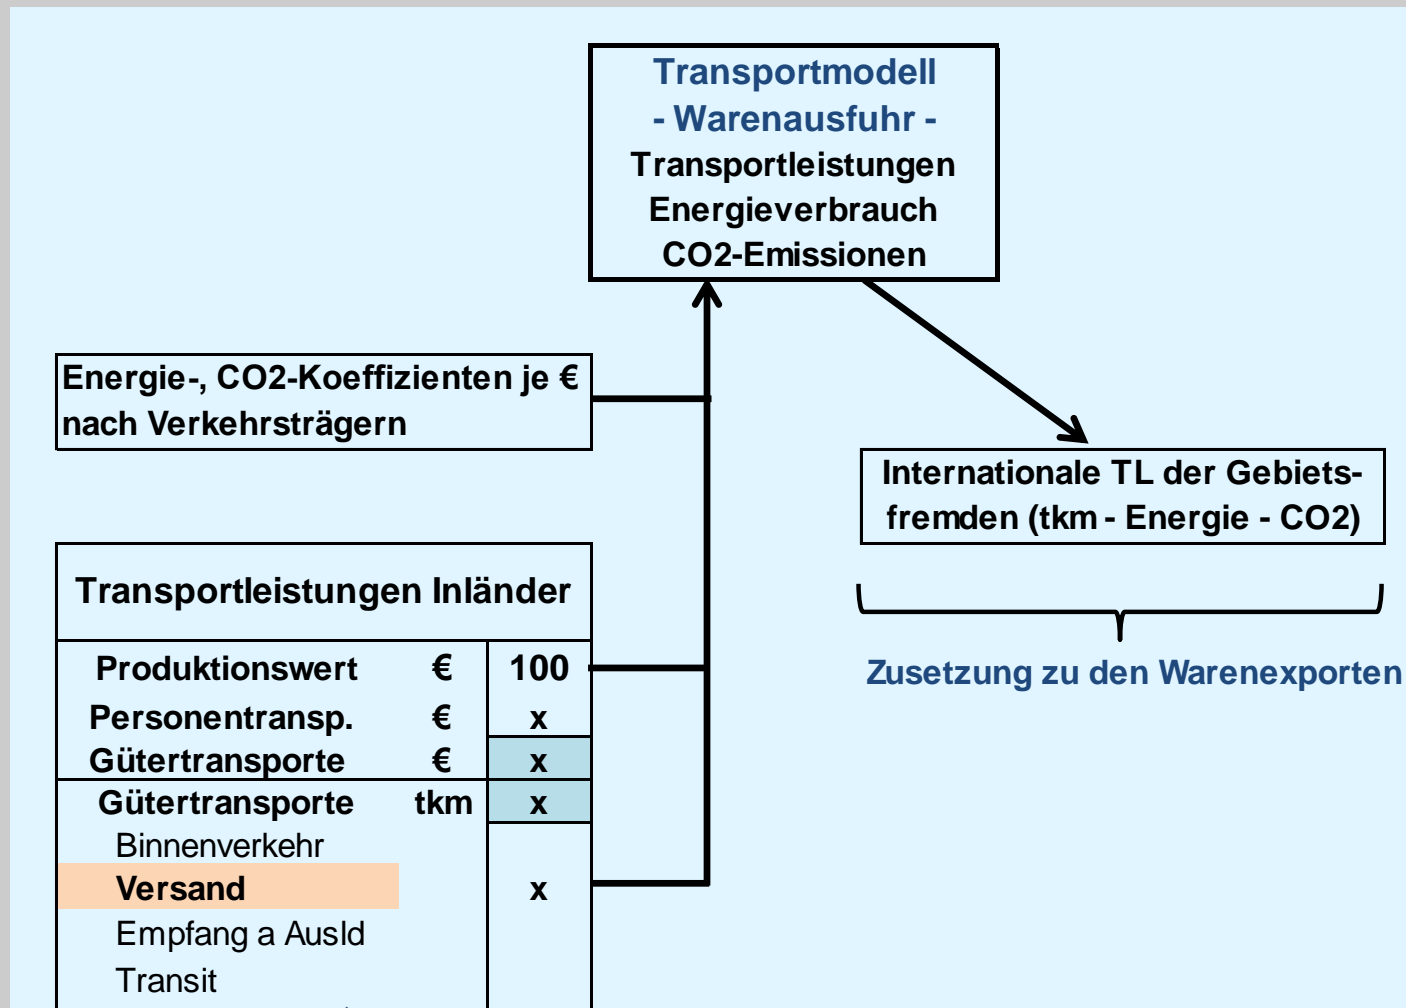 Transportmodell
- Warenausfuhr -
Transportleistungen
Energieverbrauch
CO2-Emissionen
Energie-, CO2-Koeffizienten je €
nach Verkehrsträgern
Internationale TL der Gebiets-
fremden (tkm - Energie - CO2)
Zusetzung zu den Warenexporten
Transportleistungen Inländer
Produktionswert € 100
Personentransp. € x
Gütertransporte € x
Gütertransporte tkm x
Binnenverkehr
Versand x
Empfang a Ausld
Transit